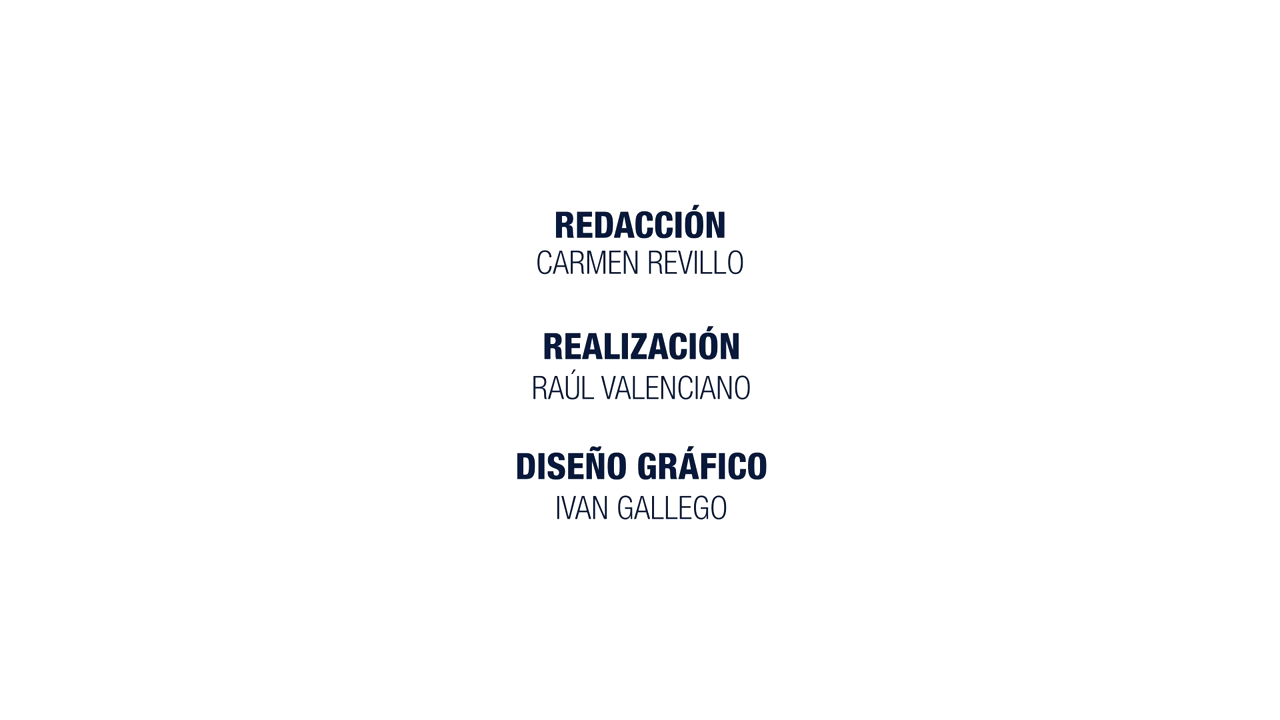 REDACCIÓN
CARMEN REVILLO
REALIZACIÓN
RAÚL VALENCIANO
DISEÑO GRÁFICO
IVAN GALLEGO